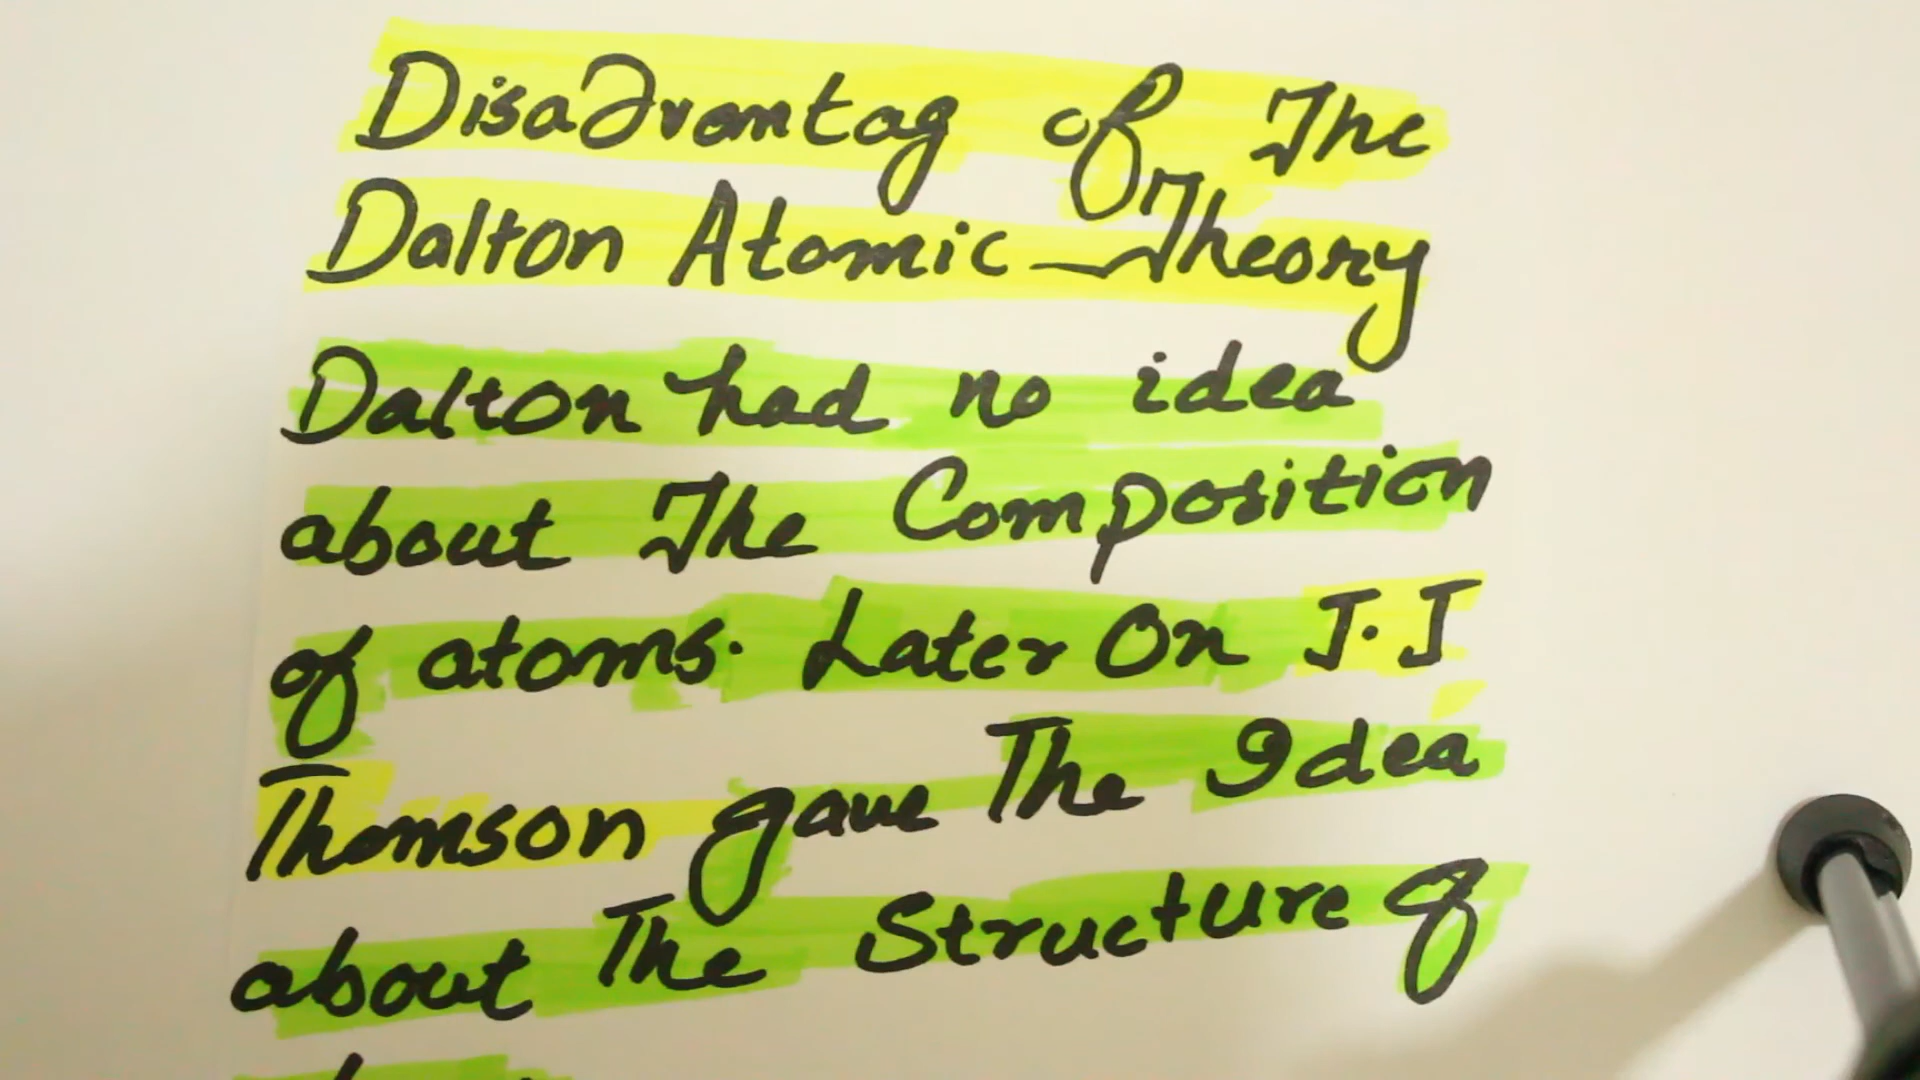 Disadvantag of The
Dalton Atomic Theory
Dalton had no idea
about The Composition
of atoms. Later On J.J
Thomson gave The Idea
about The Structure of